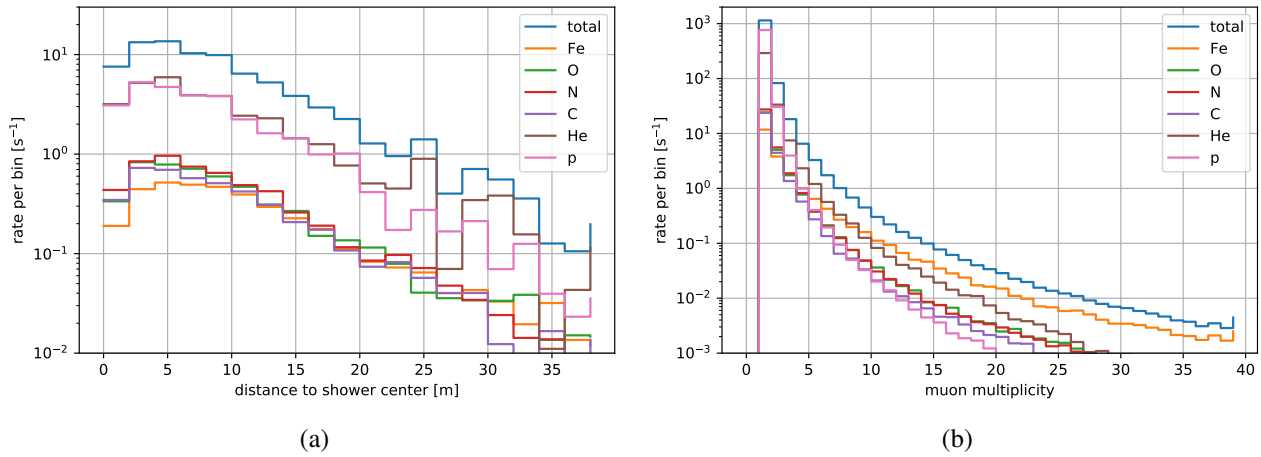 total
Fe
O
N
C
He
p
10¹
10⁰
10⁻¹
10⁻²
rate per bin [s⁻¹]
0 5 10 15 20 25 30 35
distance to shower center [m]
(a)
total
Fe
O
N
C
He
p
10³
10²
10¹
10⁰
10⁻¹
10⁻²
10⁻³
rate per bin [s⁻¹]
0 5 10 15 20 25 30 35 40
muon multiplicity
(b)